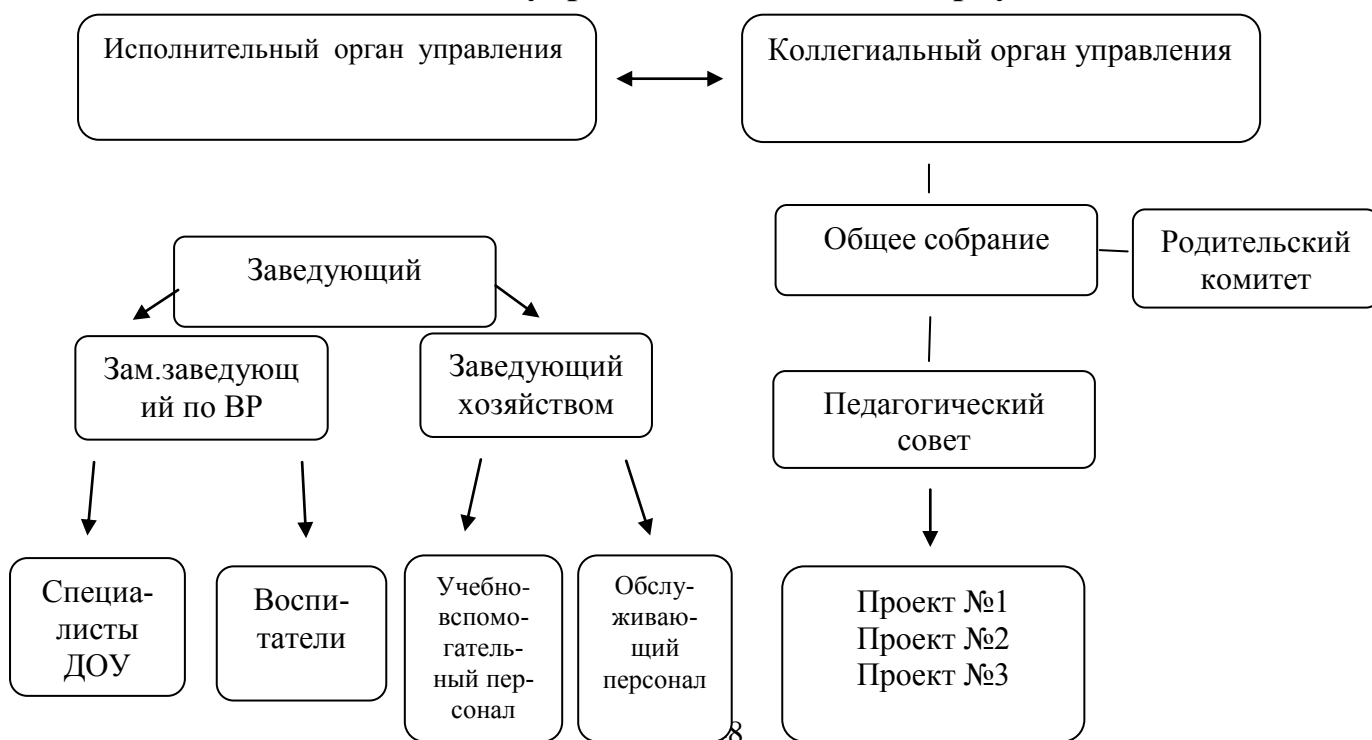 Исполнительный орган управления
Коллегиальный орган управления
Общее собрание
Родительский
комитет
Заведующий
Зам.заведующ
ий по ВР
Заведующий
хозяйством
Педагогический
совет
Специа-
листы
ДОУ
Воспи-
татели
Учебно-
вспомо-
гатель-
ный пер-
сонал
Обслу-
живаю-
щий
персонал
Проект №1
Проект №2
Проект №3
8